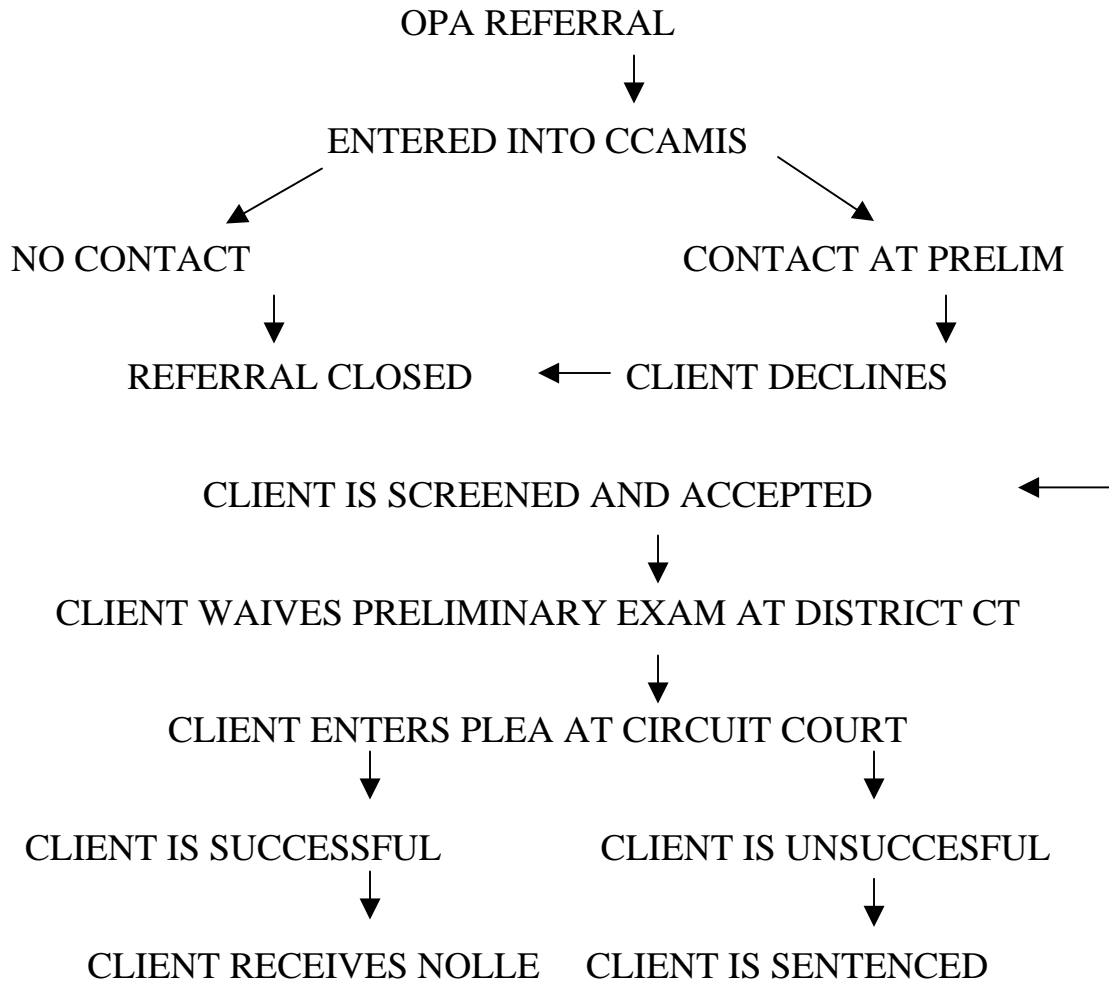 OPA REFERRAL
ENTERED INTO CCAMIS
NO CONTACT
CONTACT AT PRELIM
REFERRAL CLOSED
CLIENT DECLINES
CLIENT IS SCREENED AND ACCEPTED
CLIENT WAIVES PRELIMINARY EXAM AT DISTRICT CT
CLIENT ENTERS PLEA AT CIRCUIT COURT
CLIENT IS SUCCESSFUL
CLIENT IS UNSUCCESFUL
CLIENT RECEIVES NOLLE
CLIENT IS SENTENCED